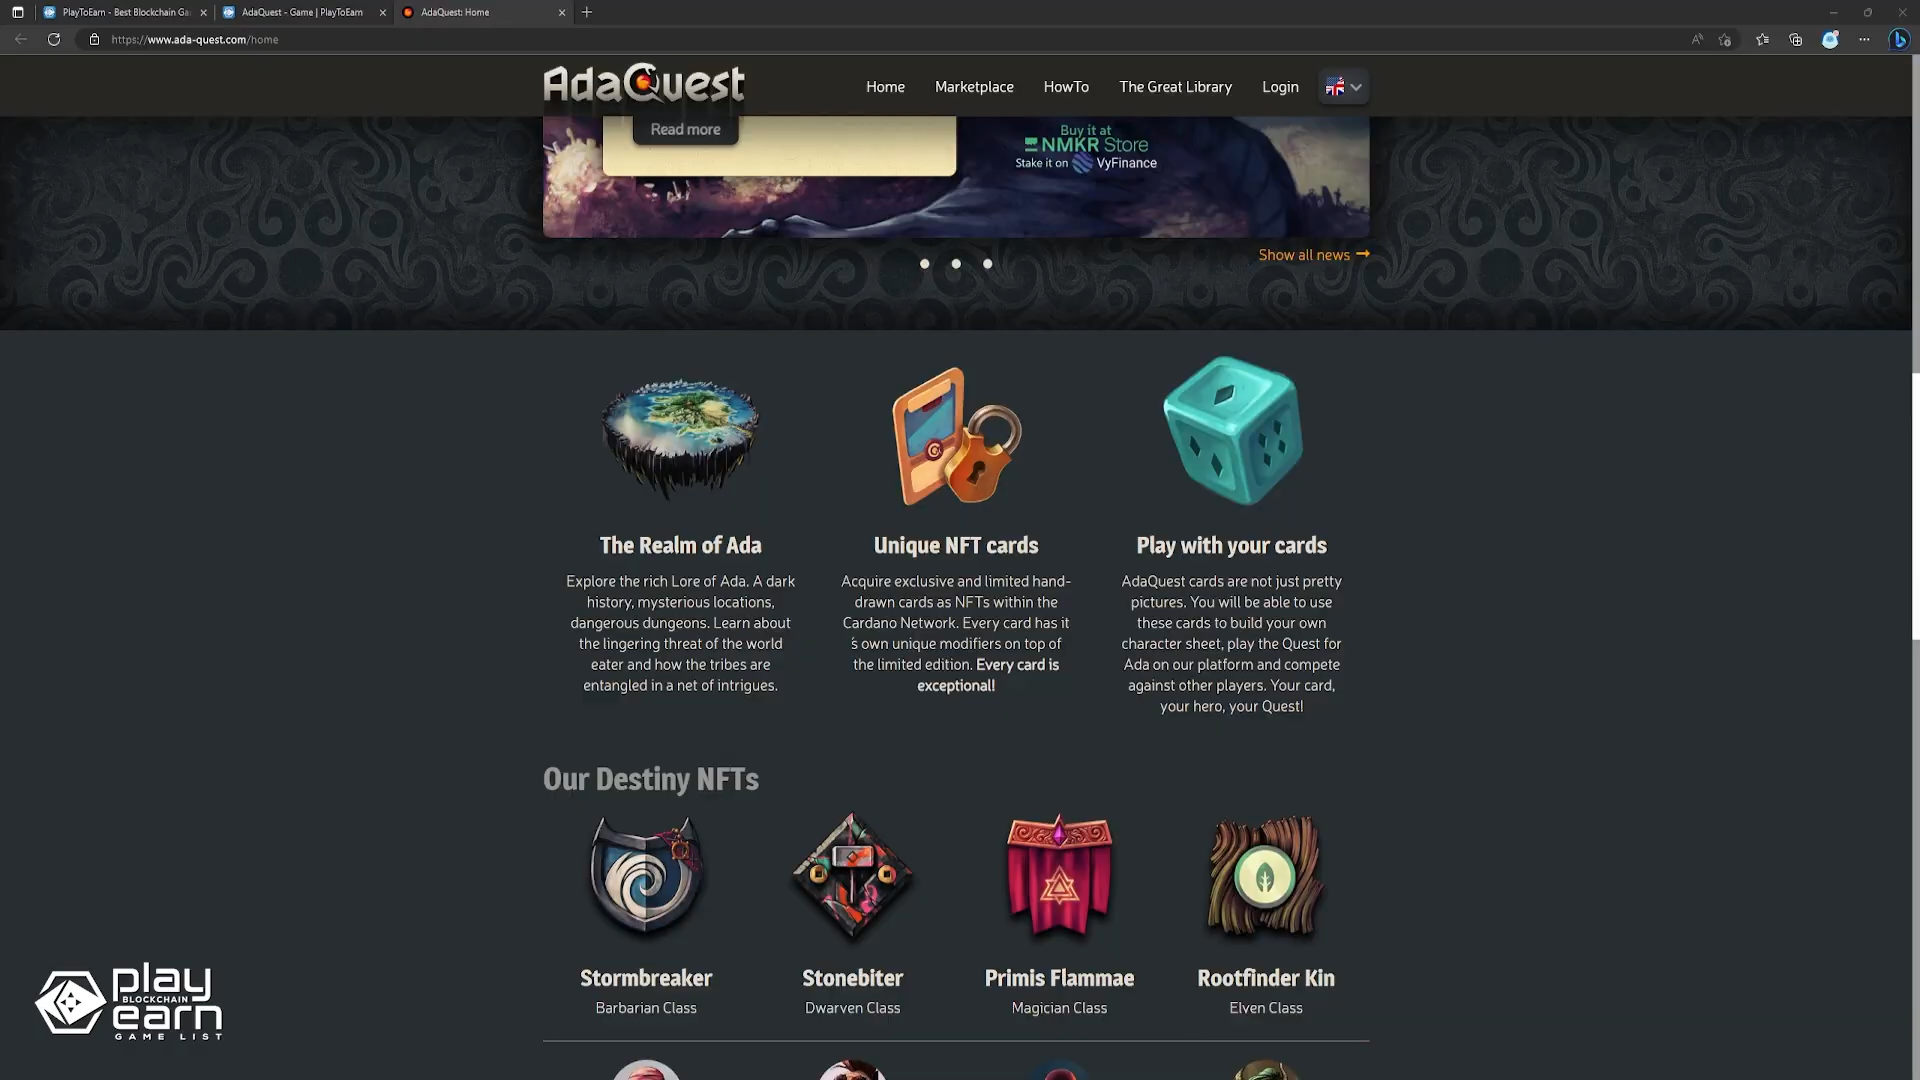 PlayToEarn - Best Blockchain Ga
AdaQuest - Game | PlayToEarn
AdaQuest: Home
https://www.ada-quest.com/home
AdaQuest
Home
Marketplace
HowTo
The Great Library
Login
Read more
Buy it at
NMKR Store
Stake it on VyFinance
Show all news
The Realm of Ada
Explore the rich Lore of Ada. A dark
history, mysterious locations,
dangerous dungeons. Learn about
the lingering threat of the world
eater and how the tribes are
entangled in a net of intrigues.
Unique NFT cards
Acquire exclusive and limited hand-
drawn cards as NFTs within the
Cardano Network. Every card has it
's own unique modifiers on top of
the limited edition. Every card is
exceptional!
Play with your cards
AdaQuest cards are not just pretty
pictures. You will be able to use
these cards to build your own
character sheet, play the Quest for
Ada on our platform and compete
against other players. Your card,
your hero, your Quest!
Our Destiny NFTs
Stormbreaker
Barbarian Class
Stonebiter
Dwarven Class
Primis Flammae
Magician Class
Rootfinder Kin
Elven Class
play
BLOCKCHAIN
earn
GAME LIST